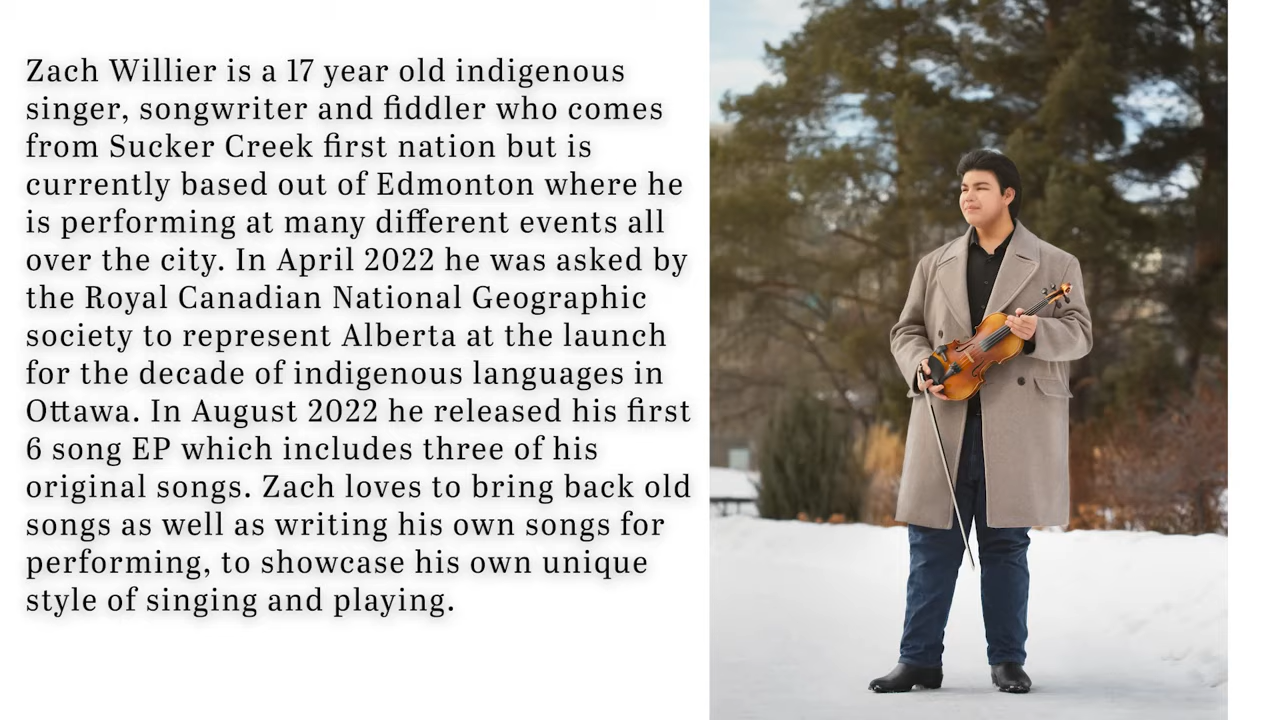 Zach Willier is a 17 year old indigenous
singer, songwriter and fiddler who comes
from Sucker Creek first nation but is
currently based out of Edmonton where he
is performing at many different events all
over the city. In April 2022 he was asked by
the Royal Canadian National Geographic
society to represent Alberta at the launch
for the decade of indigenous languages in
Ottawa. In August 2022 he released his first
6 song EP which includes three of his
original songs. Zach loves to bring back old
songs as well as writing his own songs for
performing, to showcase his own unique
style of singing and playing.